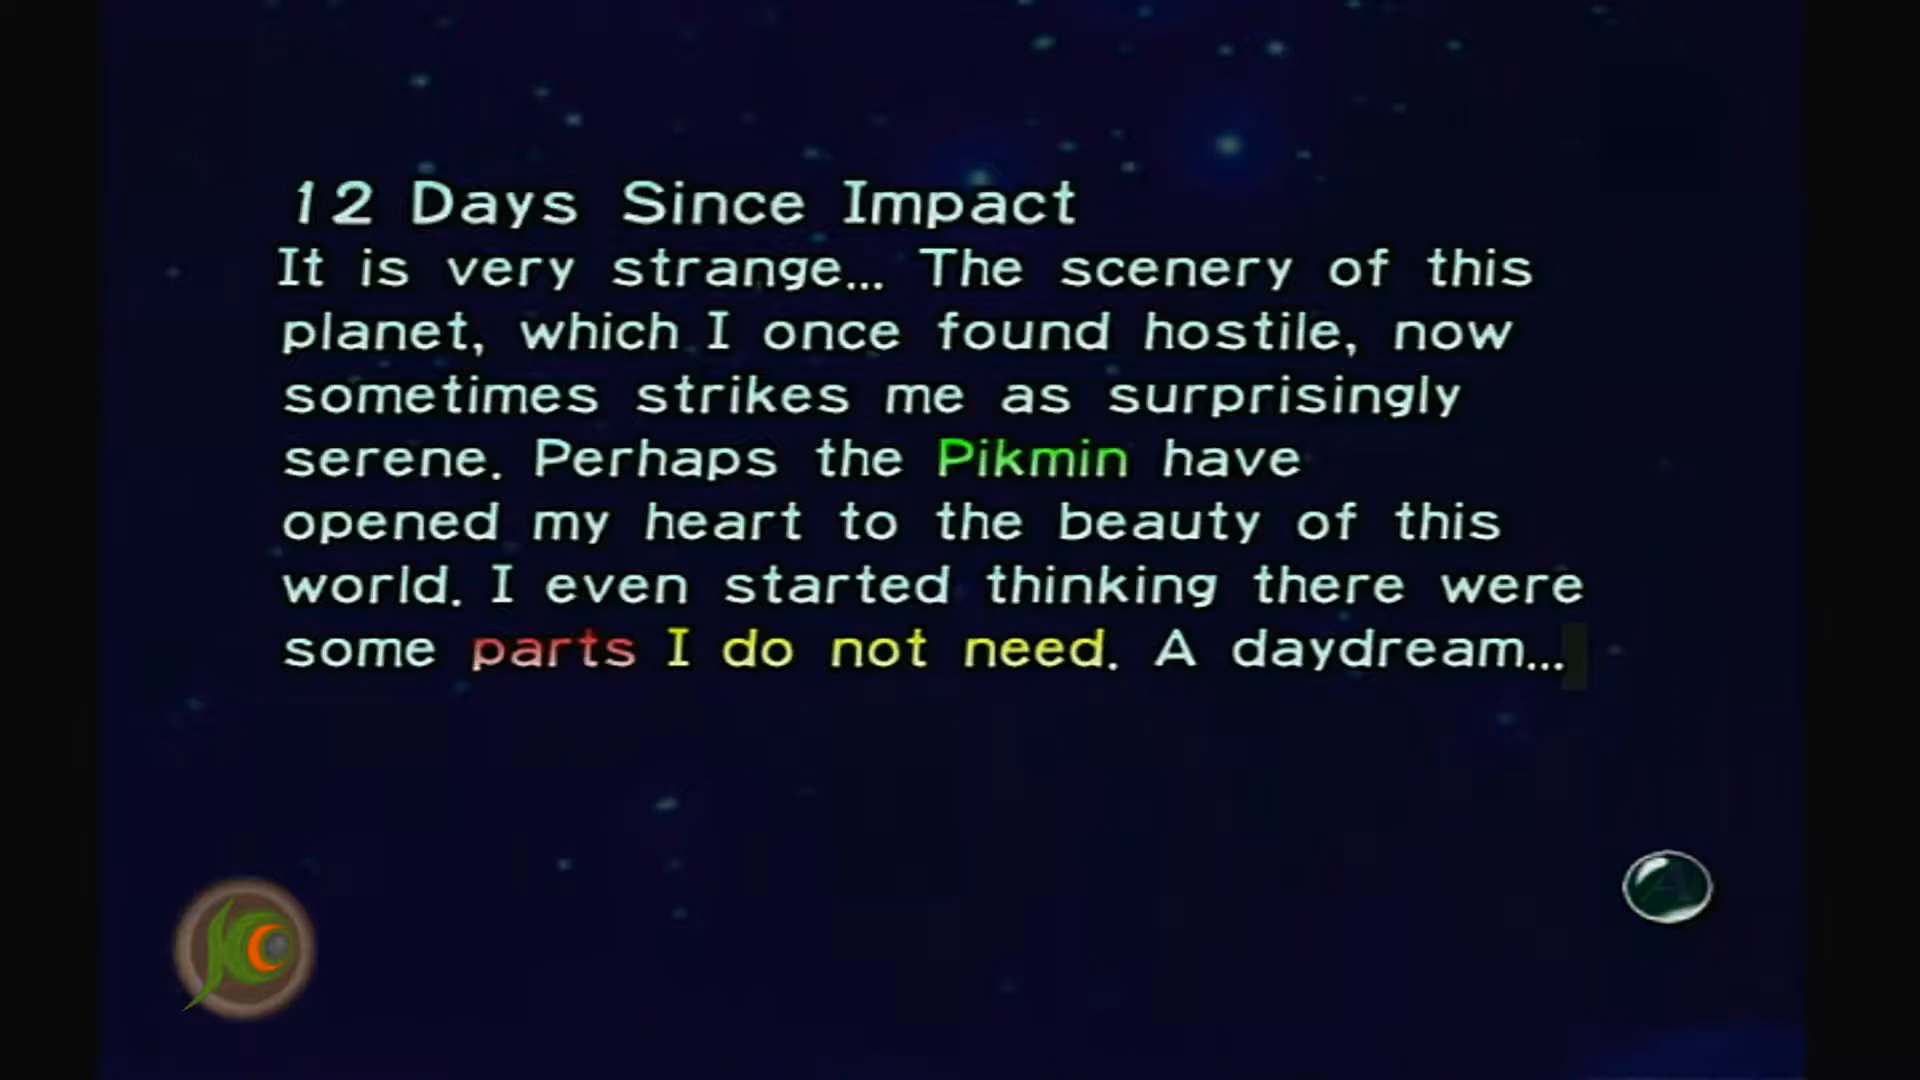 12 Days Since Impact
It is very strange... The scenery of this
planet, which I once found hostile, now
sometimes strikes me as surprisingly
serene. Perhaps the Pikmin have
opened my heart to the beauty of this
world. I even started thinking there were
some parts I do not need. A daydream...
A